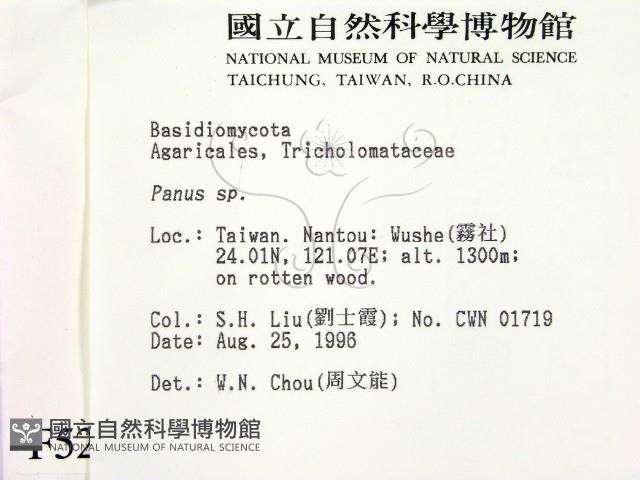 國立自然科學博物館
NATIONAL MUSEUM OF NATURAL SCIENCE
TAICHUNG, TAIWAN, R.O.CHINA
Basidiomycota
Agaricales, Tricholomataceae
Panus sp.
Loc.: Taiwan. Nantou: Wushe(霧社)
24.01N, 121.07E; alt. 1300m;
on rotten wood.
Col.: S.H. Liu(劉士霞); No. CWN 01719
Date: Aug. 25, 1996
Det.: W.N. Chou(周文能)
國立自然科學博物館
NATIONAL MUSEUM OF NATURAL SCIENCE